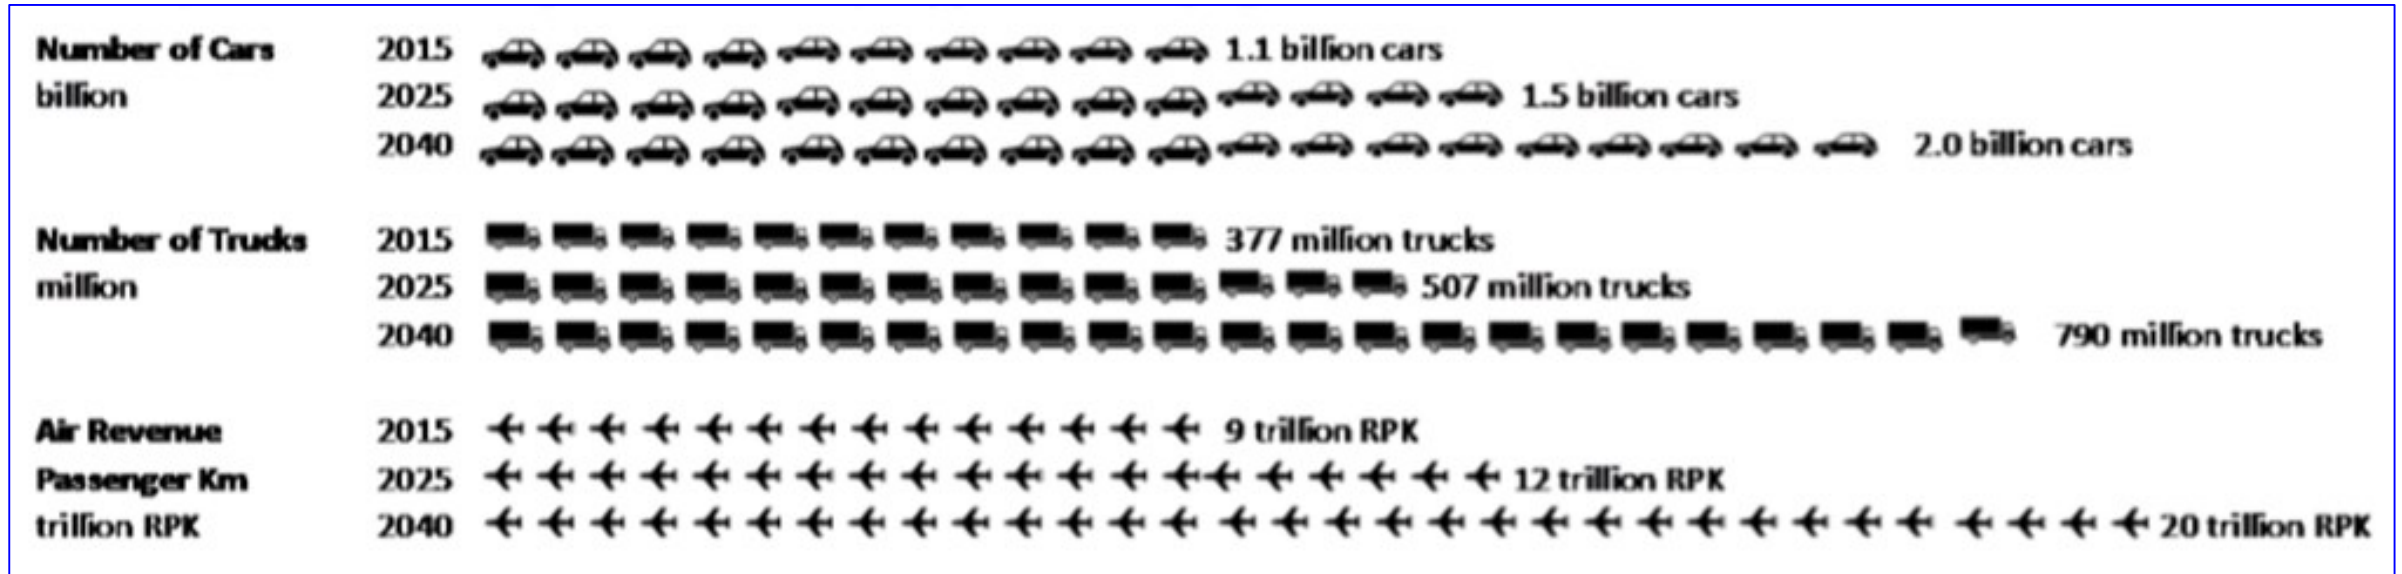 Number of Cars 2015 1.1 billion cars
billion 2025 1.5 billion cars
2040 2.0 billion cars
Number of Trucks 2015 377 million trucks
million 2025 507 million trucks
2040 790 million trucks
Air Revenue 2015 9 trillion RPK
Passenger Km 2025 12 trillion RPK
trillion RPK 2040 20 trillion RPK